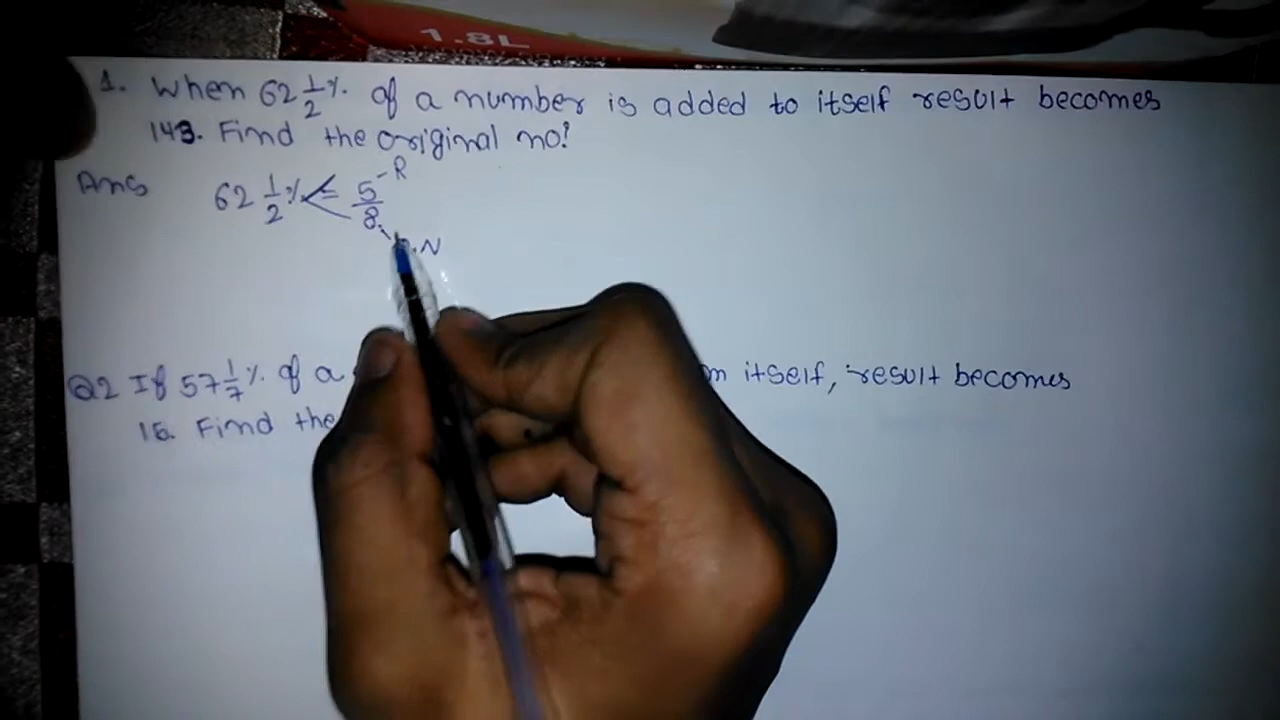 1.8L
1. When 62 1/2 % of a number is added to itself result becomes
143. Find the original no?
Ans 62 1/2 % = 5/8 - R
N
Q2 If 57 1/7 % of a itself, result becomes
16. Find the